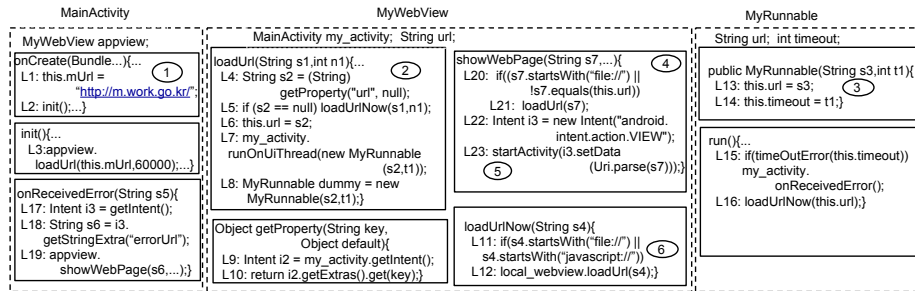 MainActivity
MyWebView appview;
onCreate(Bundle...){...
L1: this.mUrl =
1
"http://m.work.go.kr/";
L2: init();...}
init(){...
L3:appview.
loadUrl(this.mUrl,60000);...}
onReceivedError(String s5){
L17: Intent i3 = getIntent();
L18: String s6 = i3.
getStringExtra("errorUrl");
L19: appview.
showWebPage(s6,...);}
MyWebView
MainActivity my_activity; String url;
loadUrl(String s1,int n1){...
L4: String s2 = (String)
2
getProperty("url", null);
L5: if (s2 == null) loadUrlNow(s1,n1);
L6: this.url = s2;
L7: my_activity.
runOnUiThread(new MyRunnable
(s2,t1));
L8: MyRunnable dummy = new
MyRunnable(s2,t1);}
Object getProperty(String key,
Object default){
L9: Intent i2 = my_activity.getIntent();
L10: return i2.getExtras().get(key);}
showWebPage(String s7,...){
4
L20: if((s7.startsWith("file://") ||
!s7.equals(this.url))
L21: loadUrl(s7);
L22: Intent i3 = new Intent("android.
intent.action.VIEW");
L23: startActivity(i3.setData
(Uri.parse(s7)));}
5
loadUrlNow(String s4){
L11: if(s4.startsWith("file://") ||
s4.startsWith("javascript://"))
6
L12: local_webview.loadUrl(s4);}
MyRunnable
String url; int timeout;
public MyRunnable(String s3,int t1){
L13: this.url = s3;
3
L14: this.timeout = t1;}
run(){...
L15: if(timeOutError(this.timeout))
my_activity.
onReceivedError();
L16: loadUrlNow(this.url);}